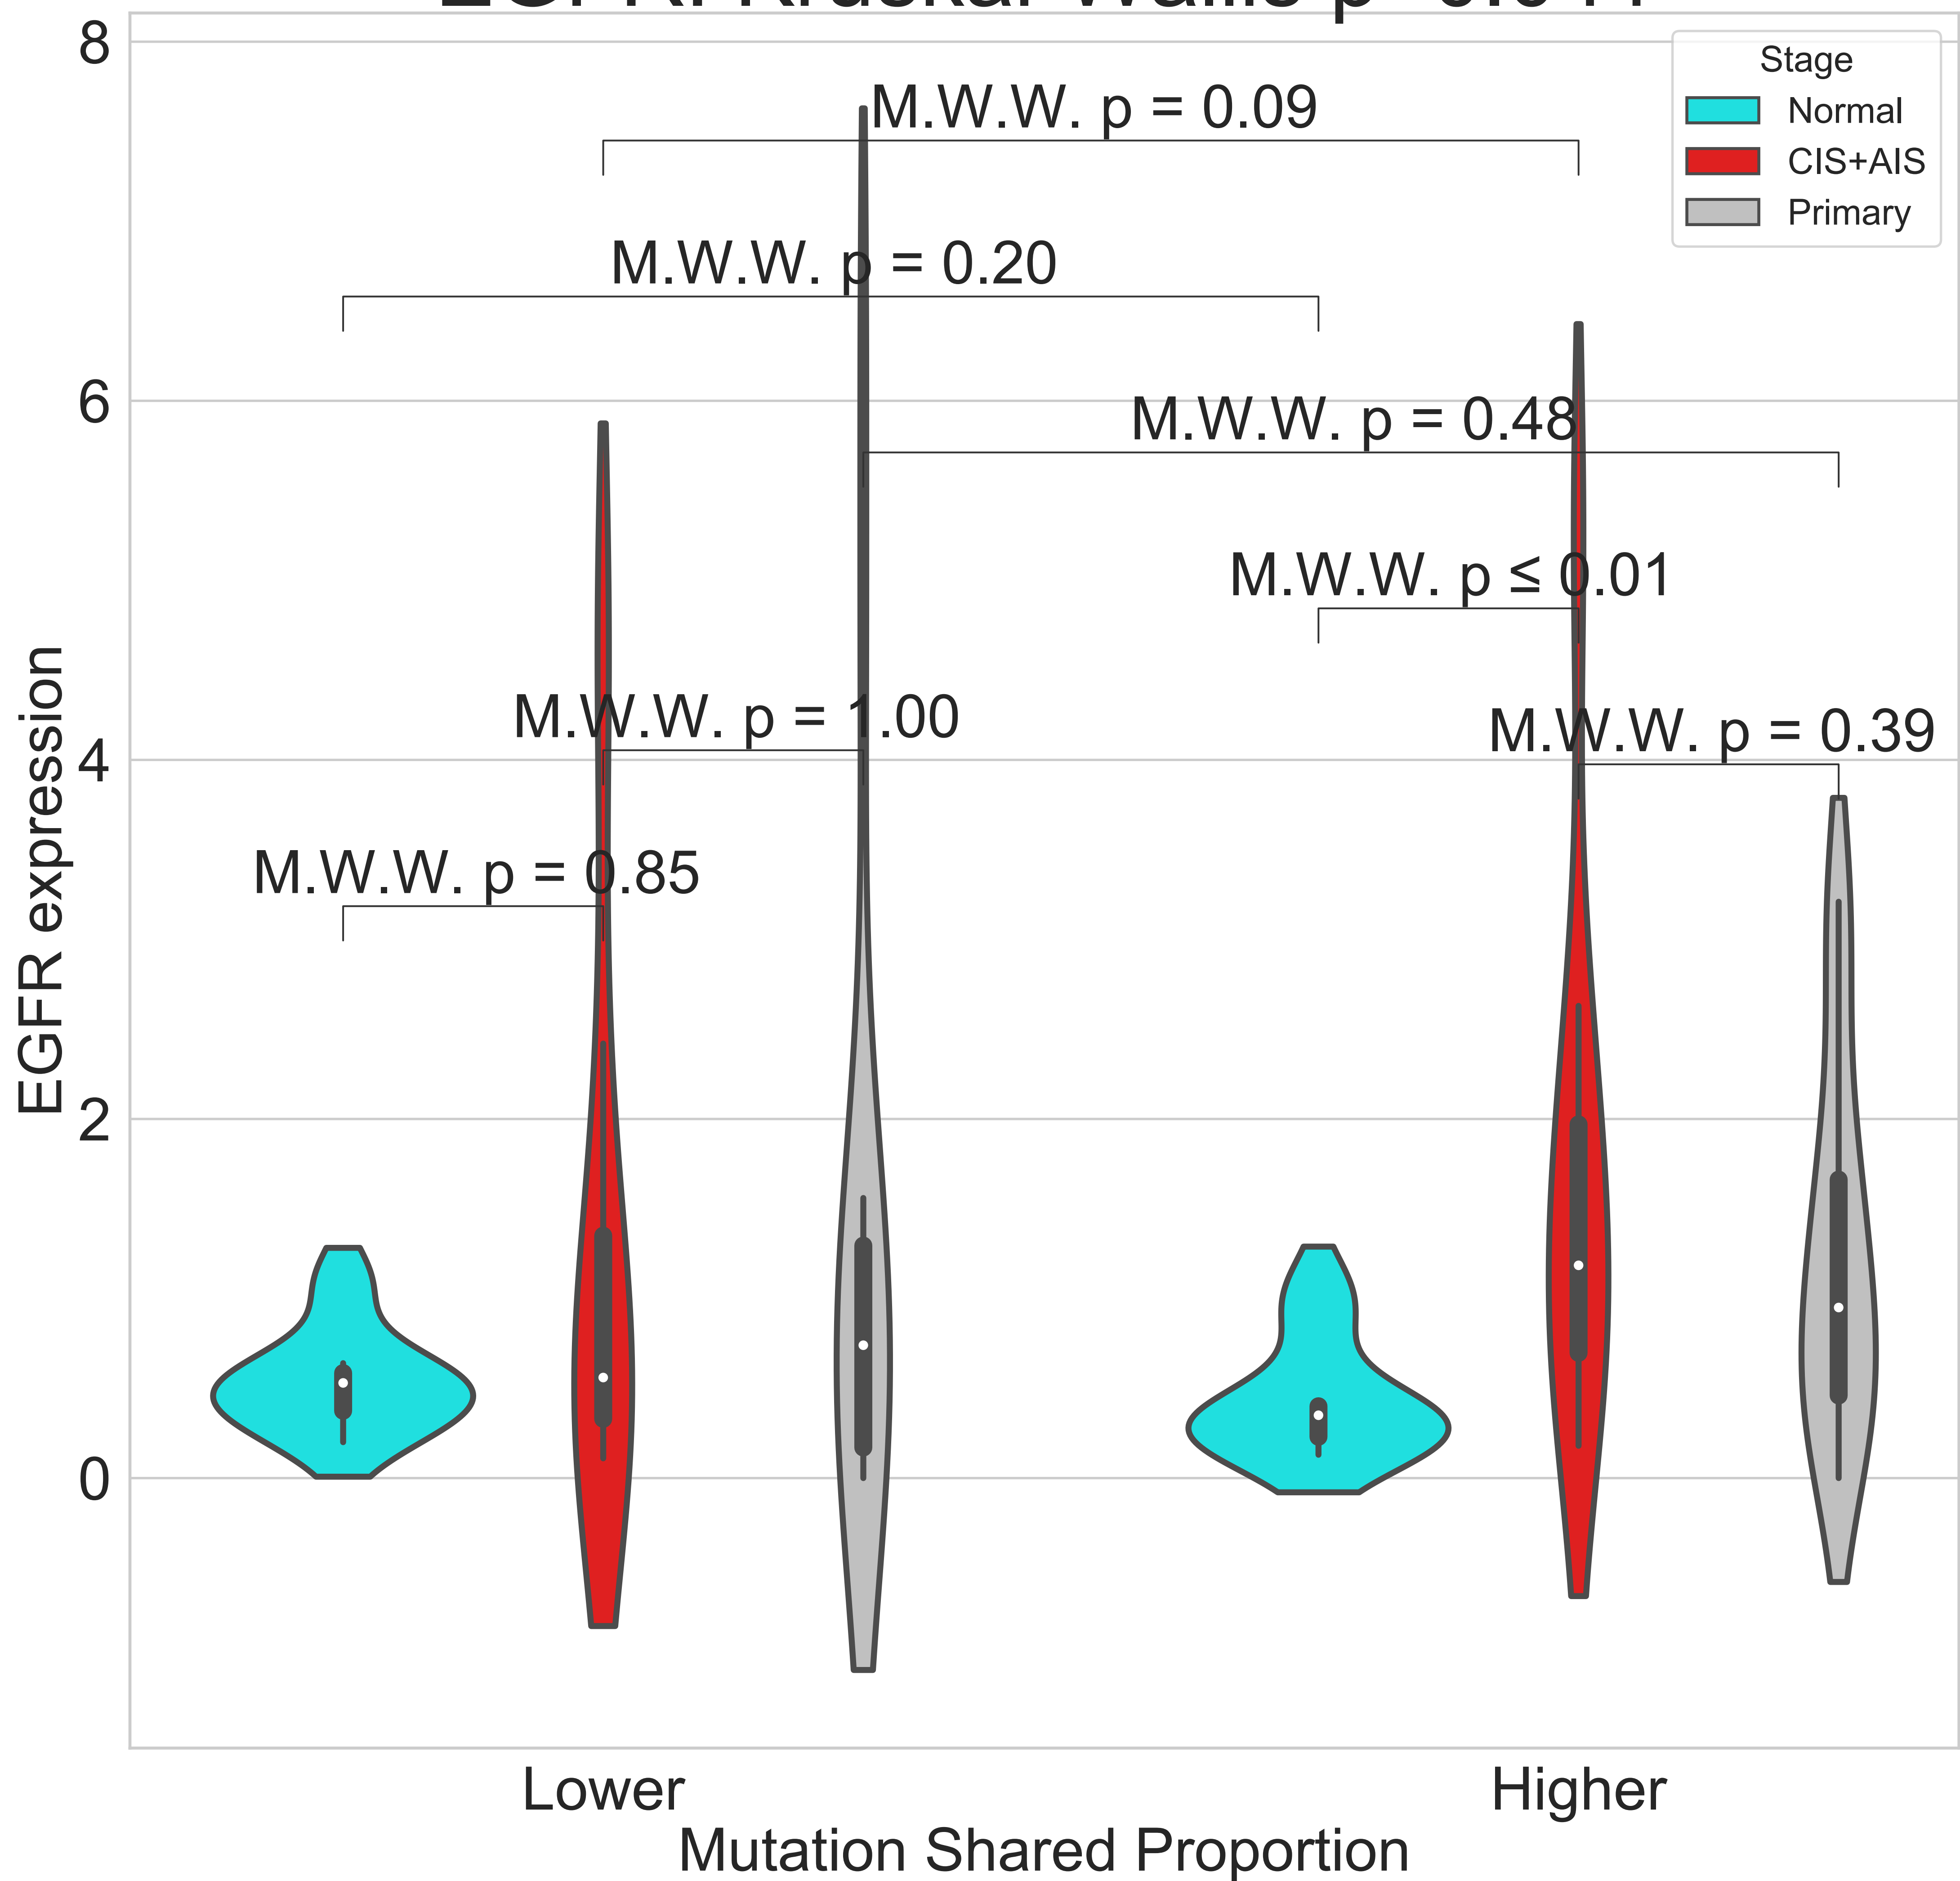 8
Stage
Normal
CIS+AIS
Primary
M.W.W. p = 0.09
M.W.W. p = 0.20
6
M.W.W. p = 0.48
M.W.W. p ≤ 0.01
M.W.W. p = 1.00
M.W.W. p = 0.39
4
M.W.W. p = 0.85
EGFR expression
2
0
Lower
Higher
Mutation Shared Proportion